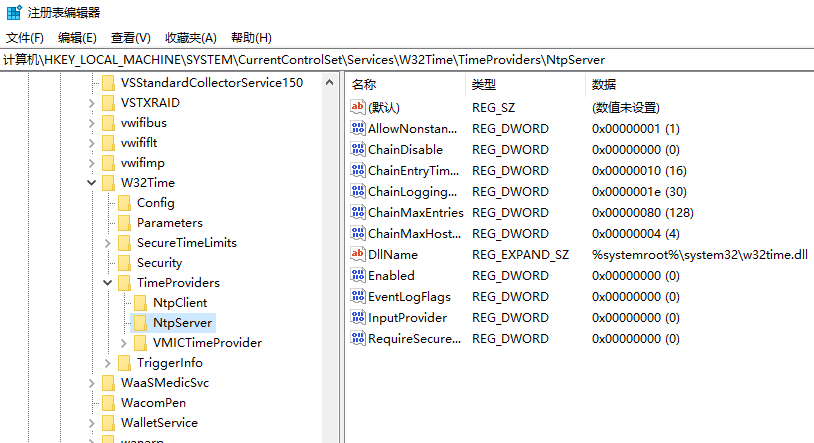 注册表编辑器
文件(F) 编辑(E) 查看(V) 收藏夹(A) 帮助(H)
计算机\HKEY_LOCAL_MACHINE\SYSTEM\CurrentControlSet\Services\W32Time\TimeProviders\NtpServer
VSStandardCollectorService150
VSTXRAID
vwifibus
vwififlt
vwifimp
W32Time
Config
Parameters
SecureTimeLimits
Security
TimeProviders
NtpClient
NtpServer
VMICTimeProvider
TriggerInfo
WaaSMedicSvc
WacomPen
WalletService
wanarp
名称 类型 数据
(默认) REG_SZ (数值未设置)
AllowNonstan... REG_DWORD 0x00000001 (1)
ChainDisable REG_DWORD 0x00000000 (0)
ChainEntryTim... REG_DWORD 0x00000010 (16)
ChainLogging... REG_DWORD 0x0000001e (30)
ChainMaxEntries REG_DWORD 0x00000080 (128)
ChainMaxHost... REG_DWORD 0x00000004 (4)
DllName REG_EXPAND_SZ %systemroot%\system32\w32time.dll
Enabled REG_DWORD 0x00000000 (0)
EventLogFlags REG_DWORD 0x00000000 (0)
InputProvider REG_DWORD 0x00000000 (0)
RequireSecure... REG_DWORD 0x00000000 (0)